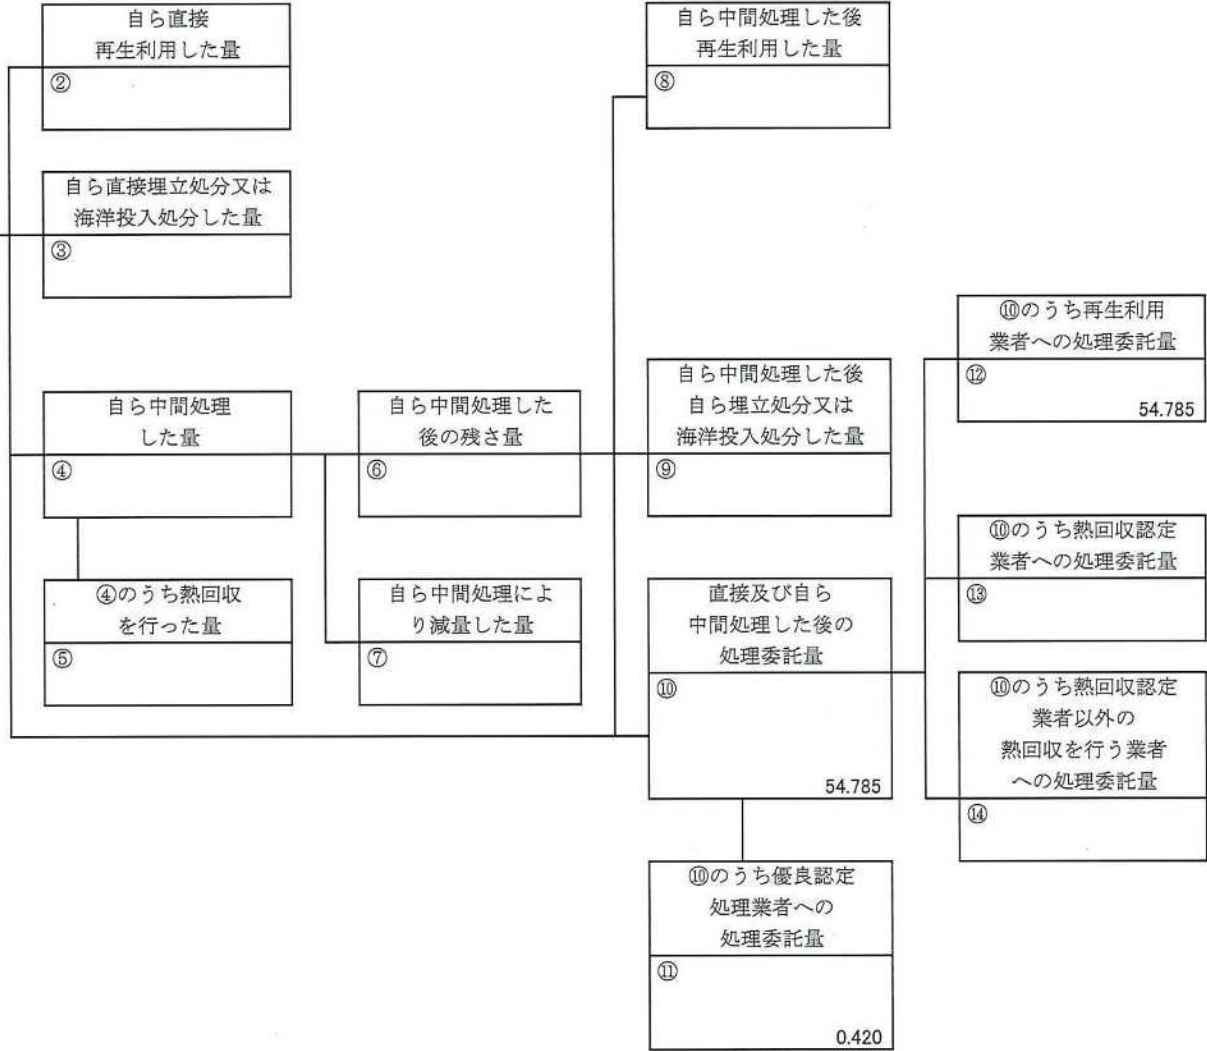 自ら直接
再生利用した量
②
自ら中間処理した後
再生利用した量
⑧
自ら直接埋立処分又は
海洋投入処分した量
③
⑩のうち再生利用
業者への処理委託量
⑫
54.785
自ら中間処理
した量
④
自ら中間処理した
後の残さ量
⑥
自ら中間処理した後
自ら埋立処分又は
海洋投入処分した量
⑨
⑩のうち熱回収認定
業者への処理委託量
⑬
④のうち熱回収
を行った量
⑤
自ら中間処理によ
り減量した量
⑦
直接及び自ら
中間処理した後の
処理委託量
⑩
54.785
⑩のうち熱回収認定
業者以外の
熱回収を行う業者
への処理委託量
⑭
⑩のうち優良認定
処理業者への
処理委託量
⑪
0.420